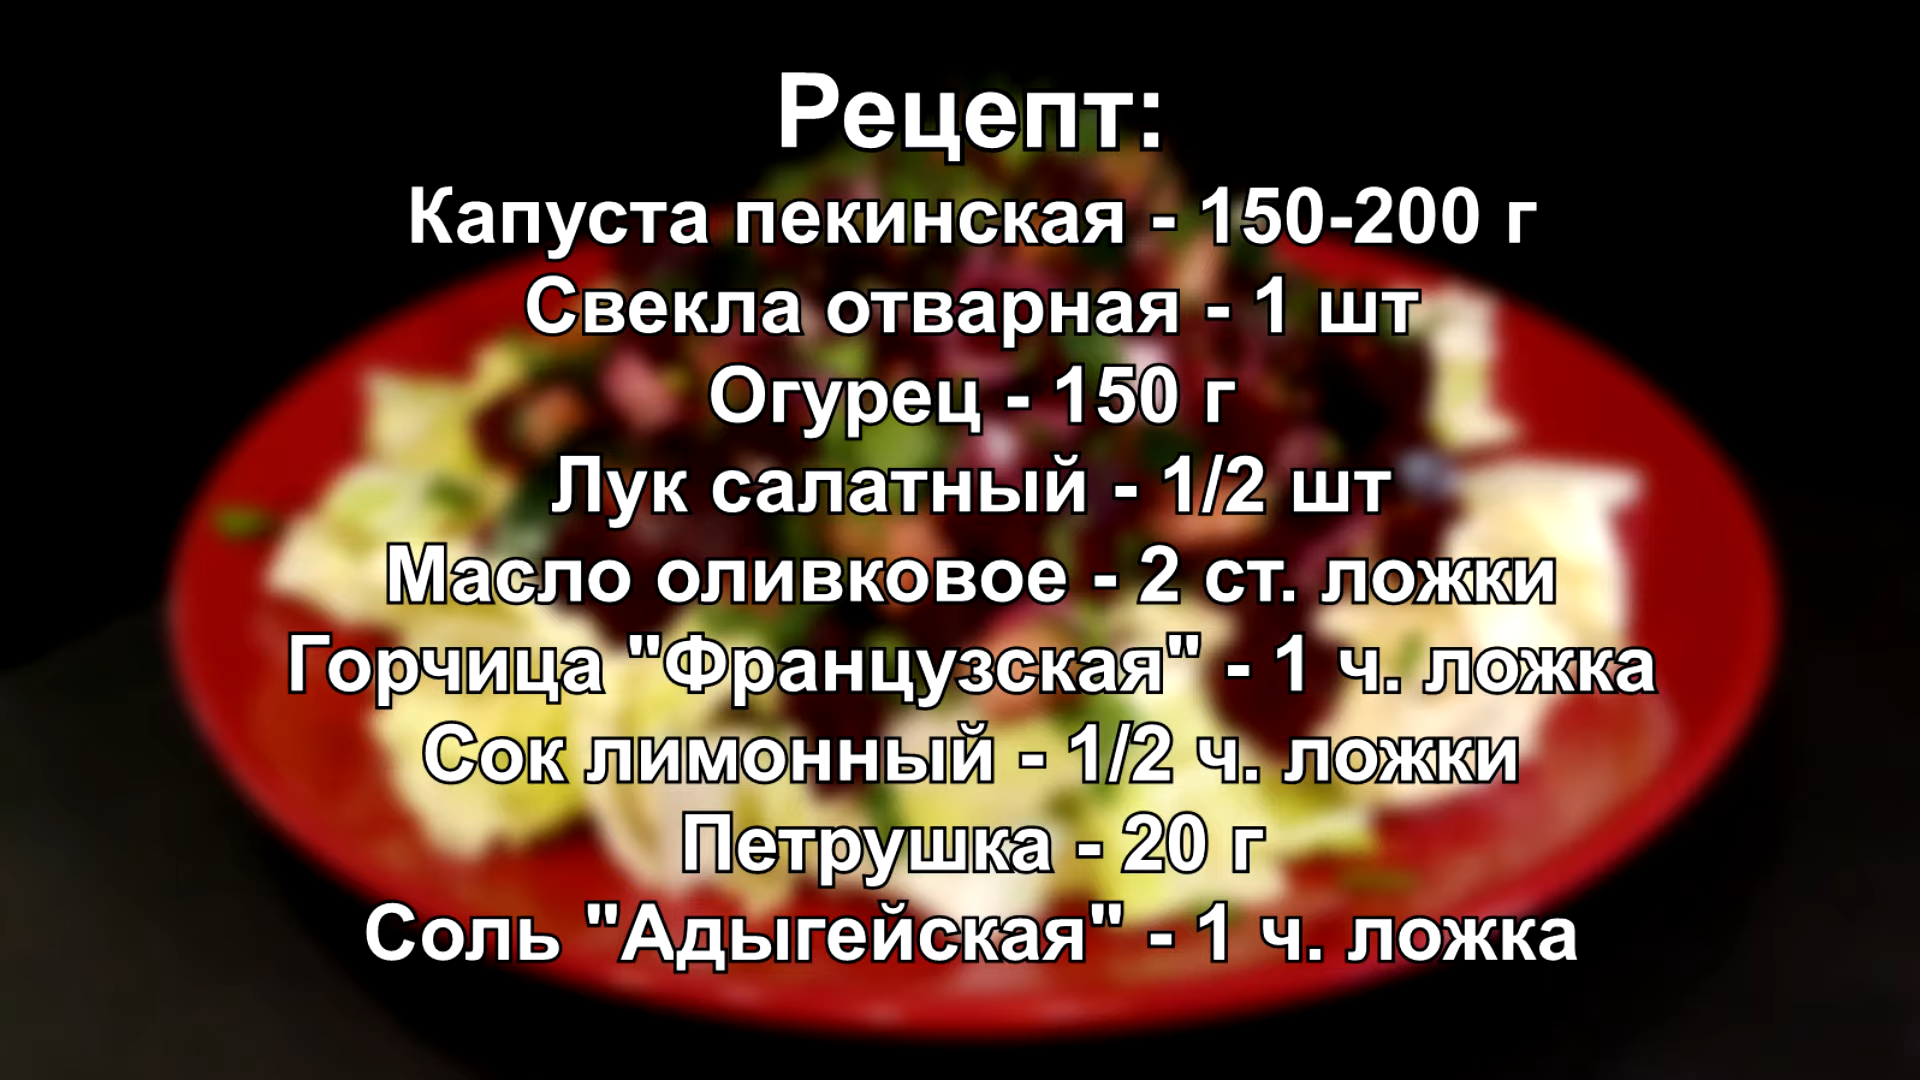 Рецепт:
Капуста пекинская - 150-200 г
Свекла отварная - 1 шт
Огурец - 150 г
Лук салатный - 1/2 шт
Масло оливковое - 2 ст. ложки
Горчица "Французская" - 1 ч. ложка
Сок лимонный - 1/2 ч. ложки
Петрушка - 20 г
Соль "Адыгейская" - 1 ч. ложка